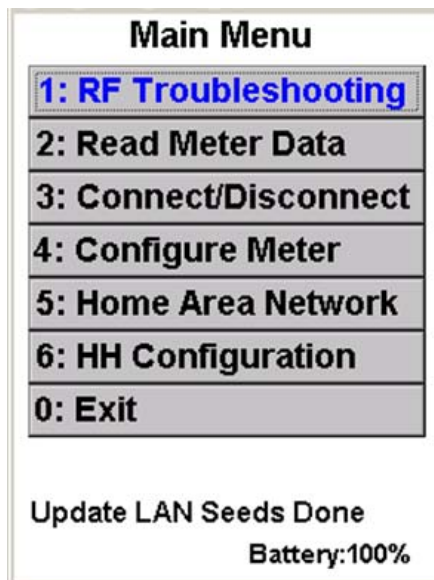 Main Menu
1: RF Troubleshooting
2: Read Meter Data
3: Connect/Disconnect
4: Configure Meter
5: Home Area Network
6: HH Configuration
0: Exit
Update LAN Seeds Done
Battery:100%